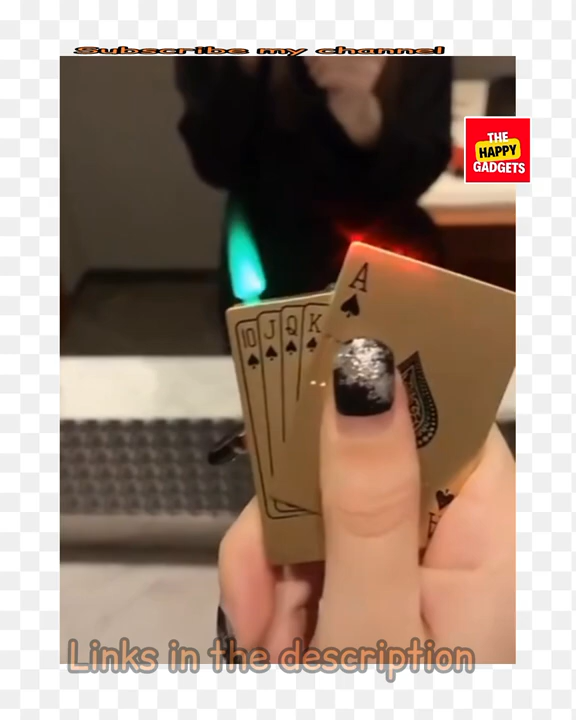 Subscribe my channel
THE
HAPPY
GADGETS
A
10 J Q K
A
Links in the description